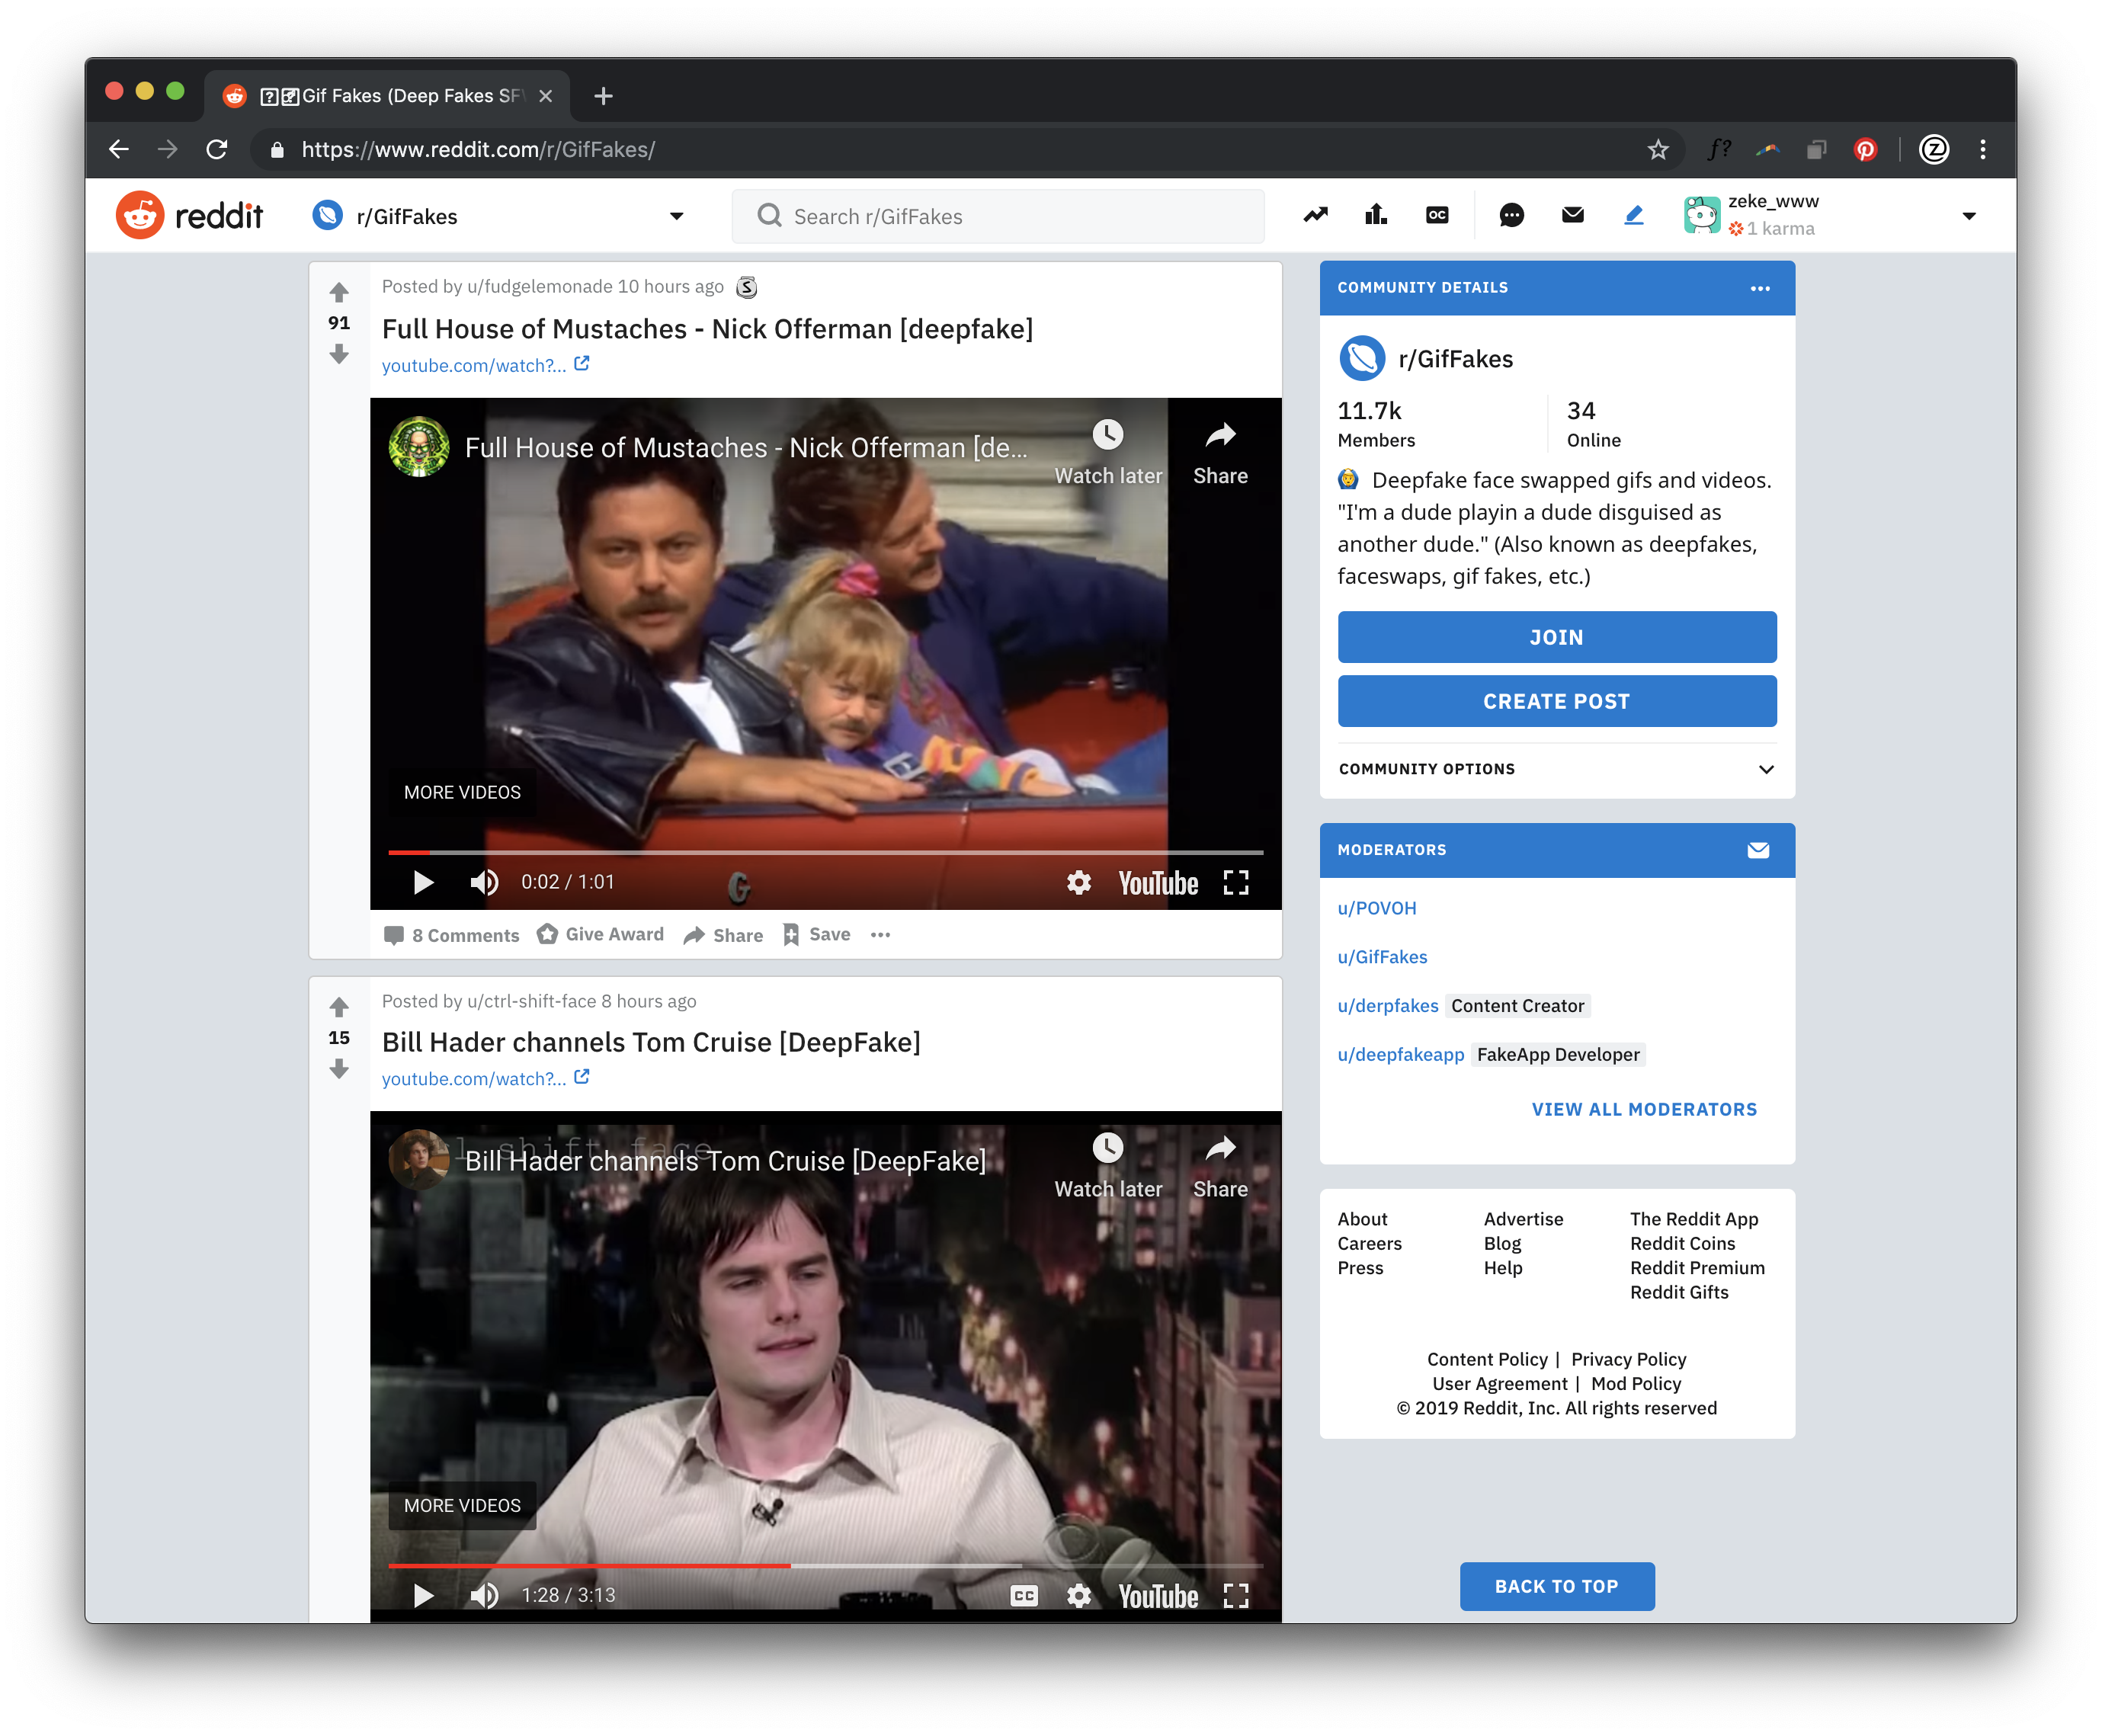 Gif Fakes (Deep Fakes SF
https://www.reddit.com/r/GifFakes/
f?
reddit
r/GifFakes
Search r/GifFakes
OC
zeke_www
1 karma
Posted by u/fudgelemonade 10 hours ago
S
91
Full House of Mustaches - Nick Offerman [deepfake]
youtube.com/watch?...
Full House of Mustaches - Nick Offerman [de...
Watch later
Share
MORE VIDEOS
0:02 / 1:01
G
YouTube
8 Comments
Give Award
Share
Save
Posted by u/ctrl-shift-face 8 hours ago
15
Bill Hader channels Tom Cruise [DeepFake]
youtube.com/watch?...
l shift face
Bill Hader channels Tom Cruise [DeepFake]
Watch later
Share
MORE VIDEOS
1:28 / 3:13
CC
YouTube
COMMUNITY DETAILS
r/GifFakes
11.7k
Members
34
Online
Deepfake face swapped gifs and videos.
"I'm a dude playin a dude disguised as
another dude." (Also known as deepfakes,
faceswaps, gif fakes, etc.)
JOIN
CREATE POST
COMMUNITY OPTIONS
MODERATORS
u/POVOH
u/GifFakes
u/derpfakes Content Creator
u/deepfakeapp FakeApp Developer
VIEW ALL MODERATORS
About
Careers
Press
Advertise
Blog
Help
The Reddit App
Reddit Coins
Reddit Premium
Reddit Gifts
Content Policy | Privacy Policy
User Agreement | Mod Policy
© 2019 Reddit, Inc. All rights reserved
BACK TO TOP